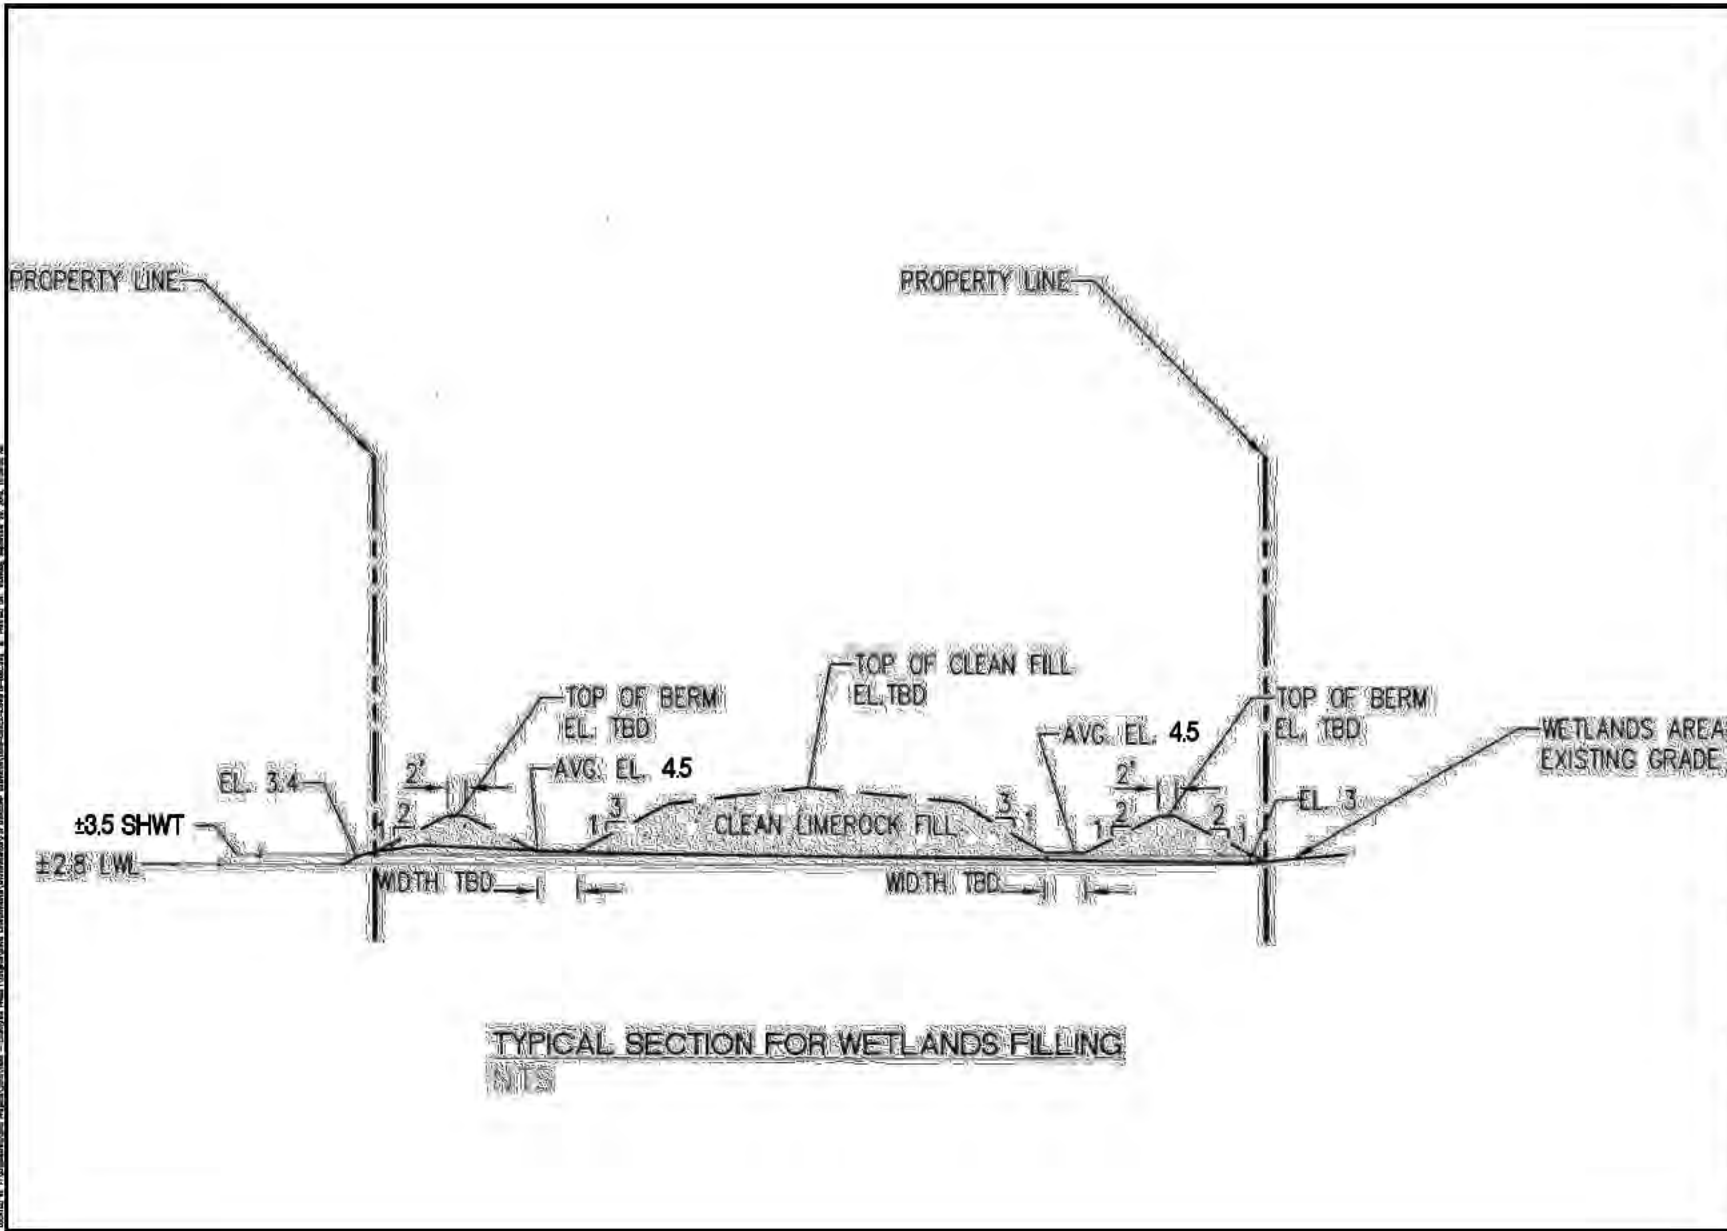 PROPERTY LINE
PROPERTY LINE
TOP OF CLEAN FILL
EL. TBD
TOP OF BERM
EL. TBD
TOP OF BERM
EL. TBD
AVG. EL. 4.5
WETLANDS AREA
EXISTING GRADE
AVG. EL. 4.5
2'
2'
EL. 3.4
EL. 3
±3.5 SHWT
1 2
1 3
CLEAN LIMEROCK FILL
3 1
1 2
2 1
±2.8 LWL
WIDTH TBD
WIDTH TBD
TYPICAL SECTION FOR WETLANDS FILLING
NTS